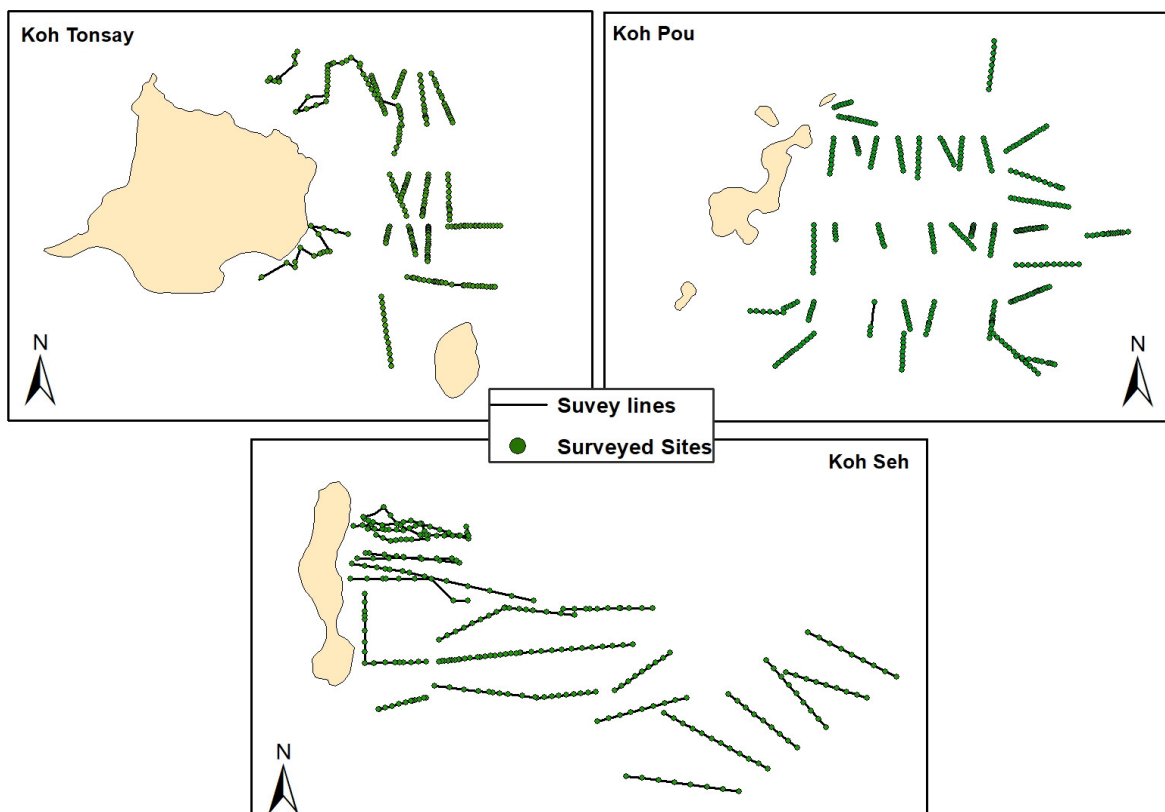 Koh Tonsay
Koh Pou
N
N
Suvey lines
Surveyed Sites
Koh Seh
N